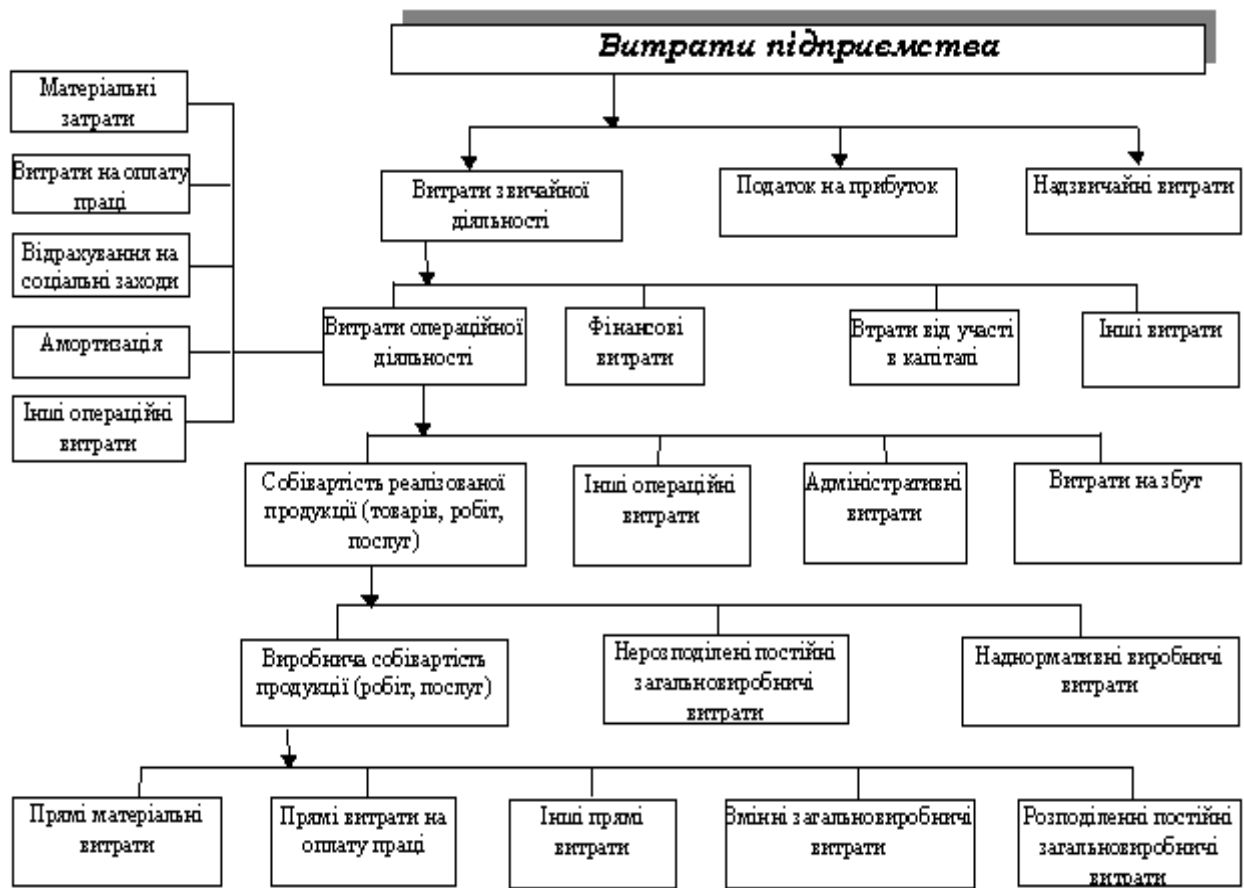 Витрати підприємства
Матеріальні
затрати
Витрати на оплату
праці
Відрахування на
соціальні заходи
Амортизація
Інші операційні
витрати
Витрати звичайної
діяльності
Податок на прибуток
Надзвичайні витрати
Витрати операційної
діяльності
Фінансові
витрати
Втрати від участі
в капіталі
Інші витрати
Собівартість реалізованої
продукції (товарів, робіт,
послуг)
Інші операційні
витрати
Адміністративні
витрати
Витрати на збут
Виробнича собівартість
продукції (робіт, послуг)
Нерозподілені постійні
загальновиробничі
витрати
Наднормативні виробничі
витрати
Прямі матеріальні
витрати
Прямі витрати на
оплату праці
Інші прямі
витрати
Змінні загальновиробничі
витрати
Розподіленні постійні
загальновиробничі
витрати